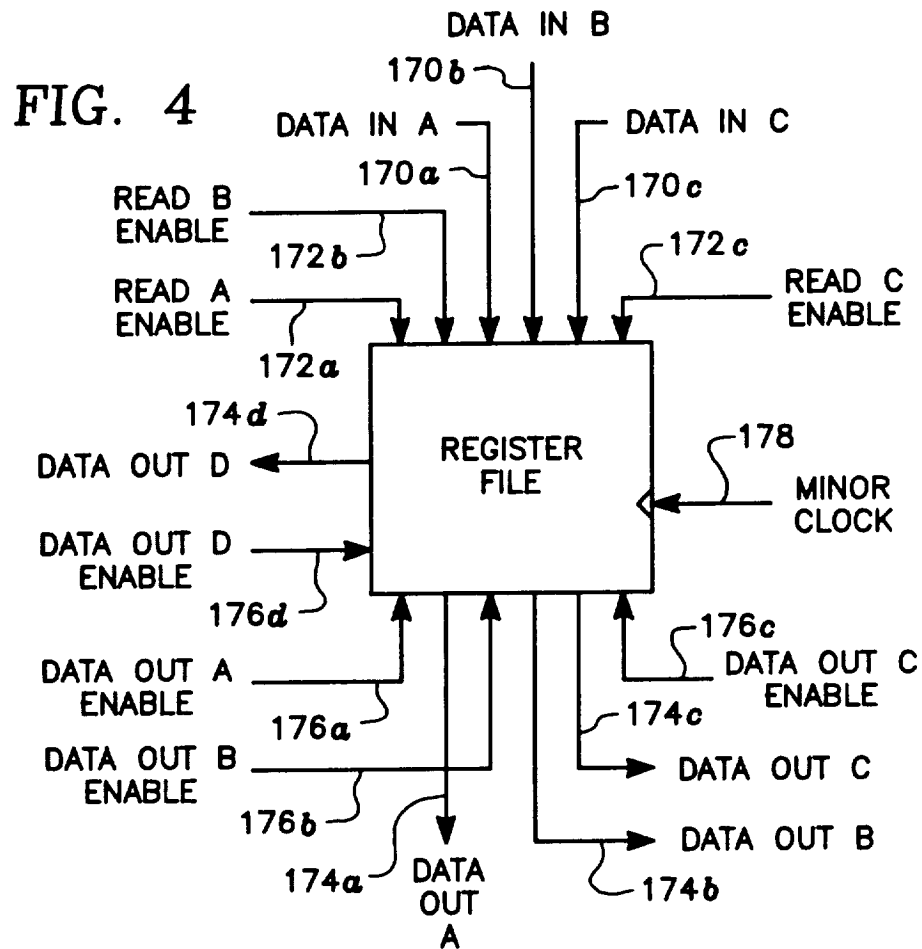 DATA IN B
170b
FIG. 4
DATA IN A
DATA IN C
170a
170c
READ B
ENABLE
172b
172c
READ A
ENABLE
READ C
ENABLE
172a
174d
REGISTER
FILE
178
DATA OUT D
MINOR
CLOCK
DATA OUT D
ENABLE
176d
176c
DATA OUT A
ENABLE
DATA OUT C
ENABLE
176a
174c
DATA OUT B
ENABLE
DATA OUT C
176b
DATA OUT B
174a
DATA
OUT
A
174b